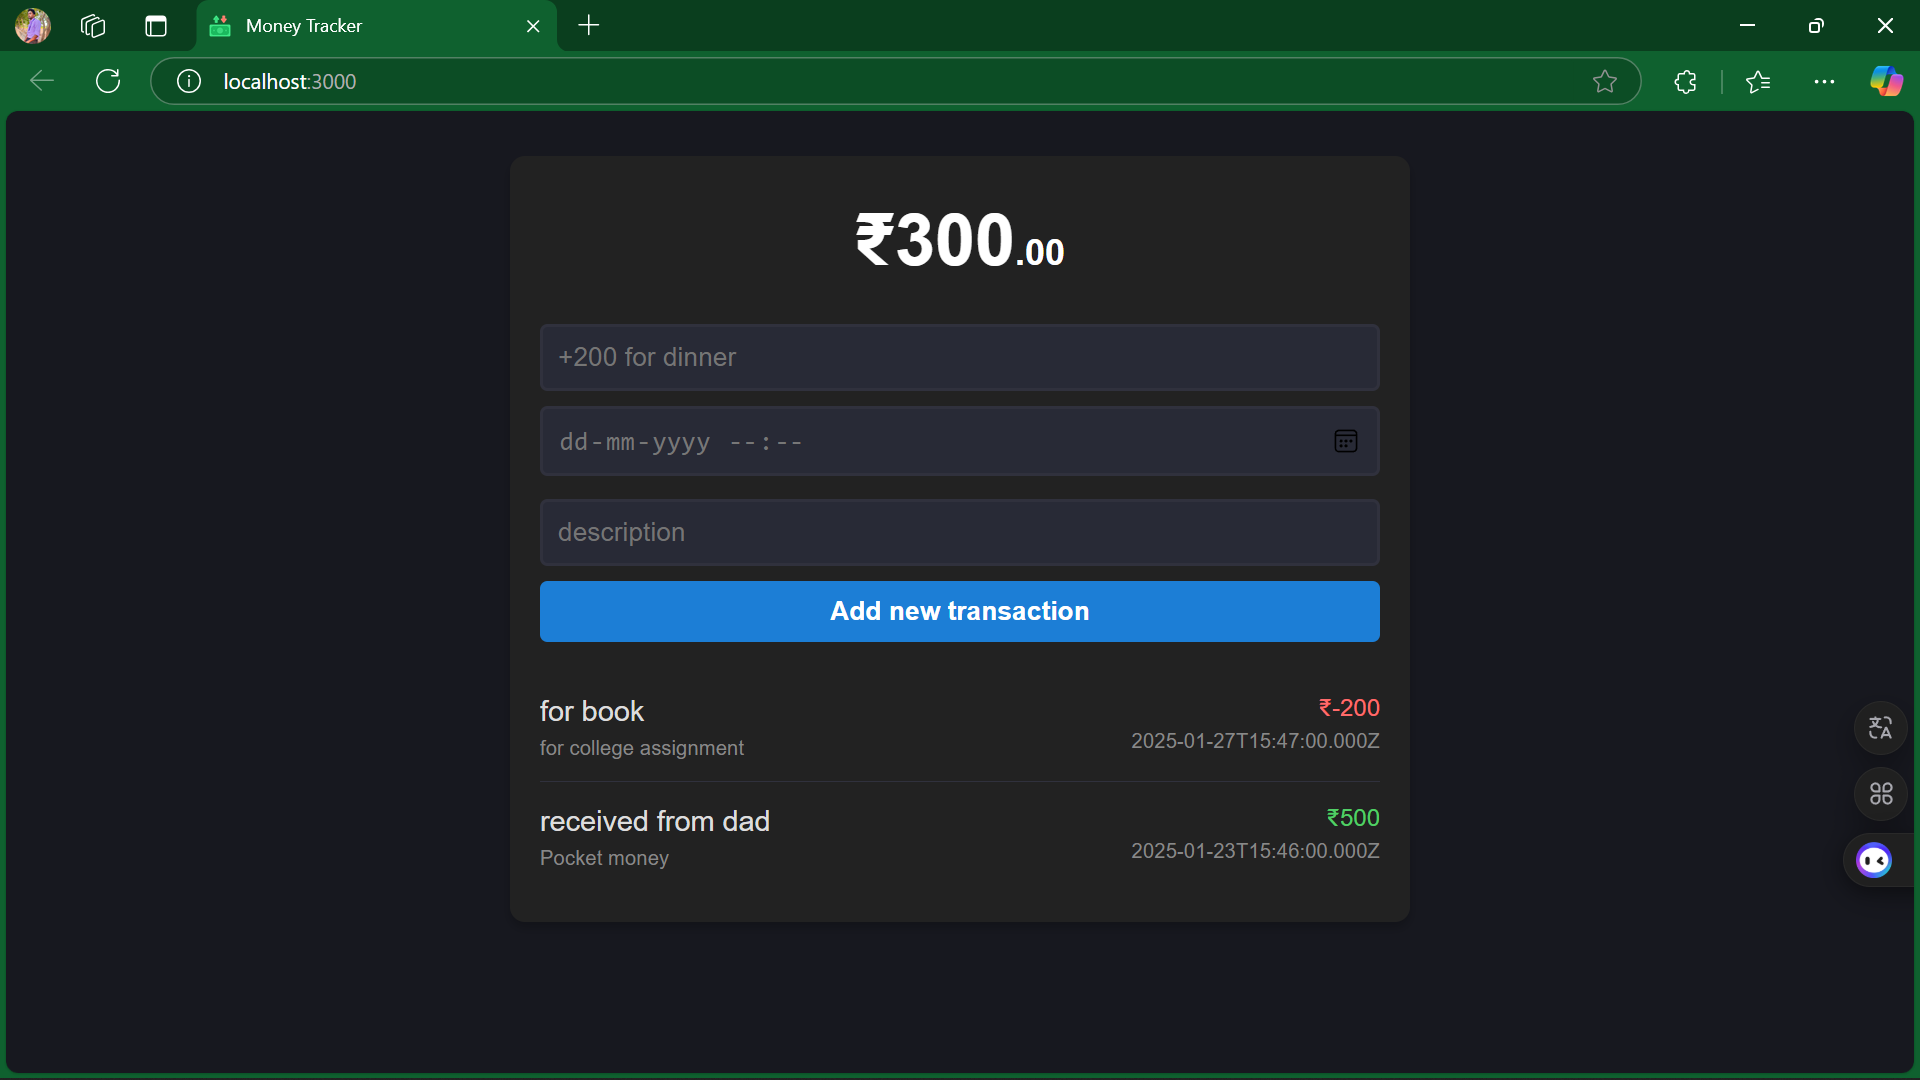 Money Tracker
localhost:3000
₹300.00
+200 for dinner
dd-mm-yyyy --:--
description
Add new transaction
for book
₹-200
for college assignment
2025-01-27T15:47:00.000Z
received from dad
₹500
Pocket money
2025-01-23T15:46:00.000Z